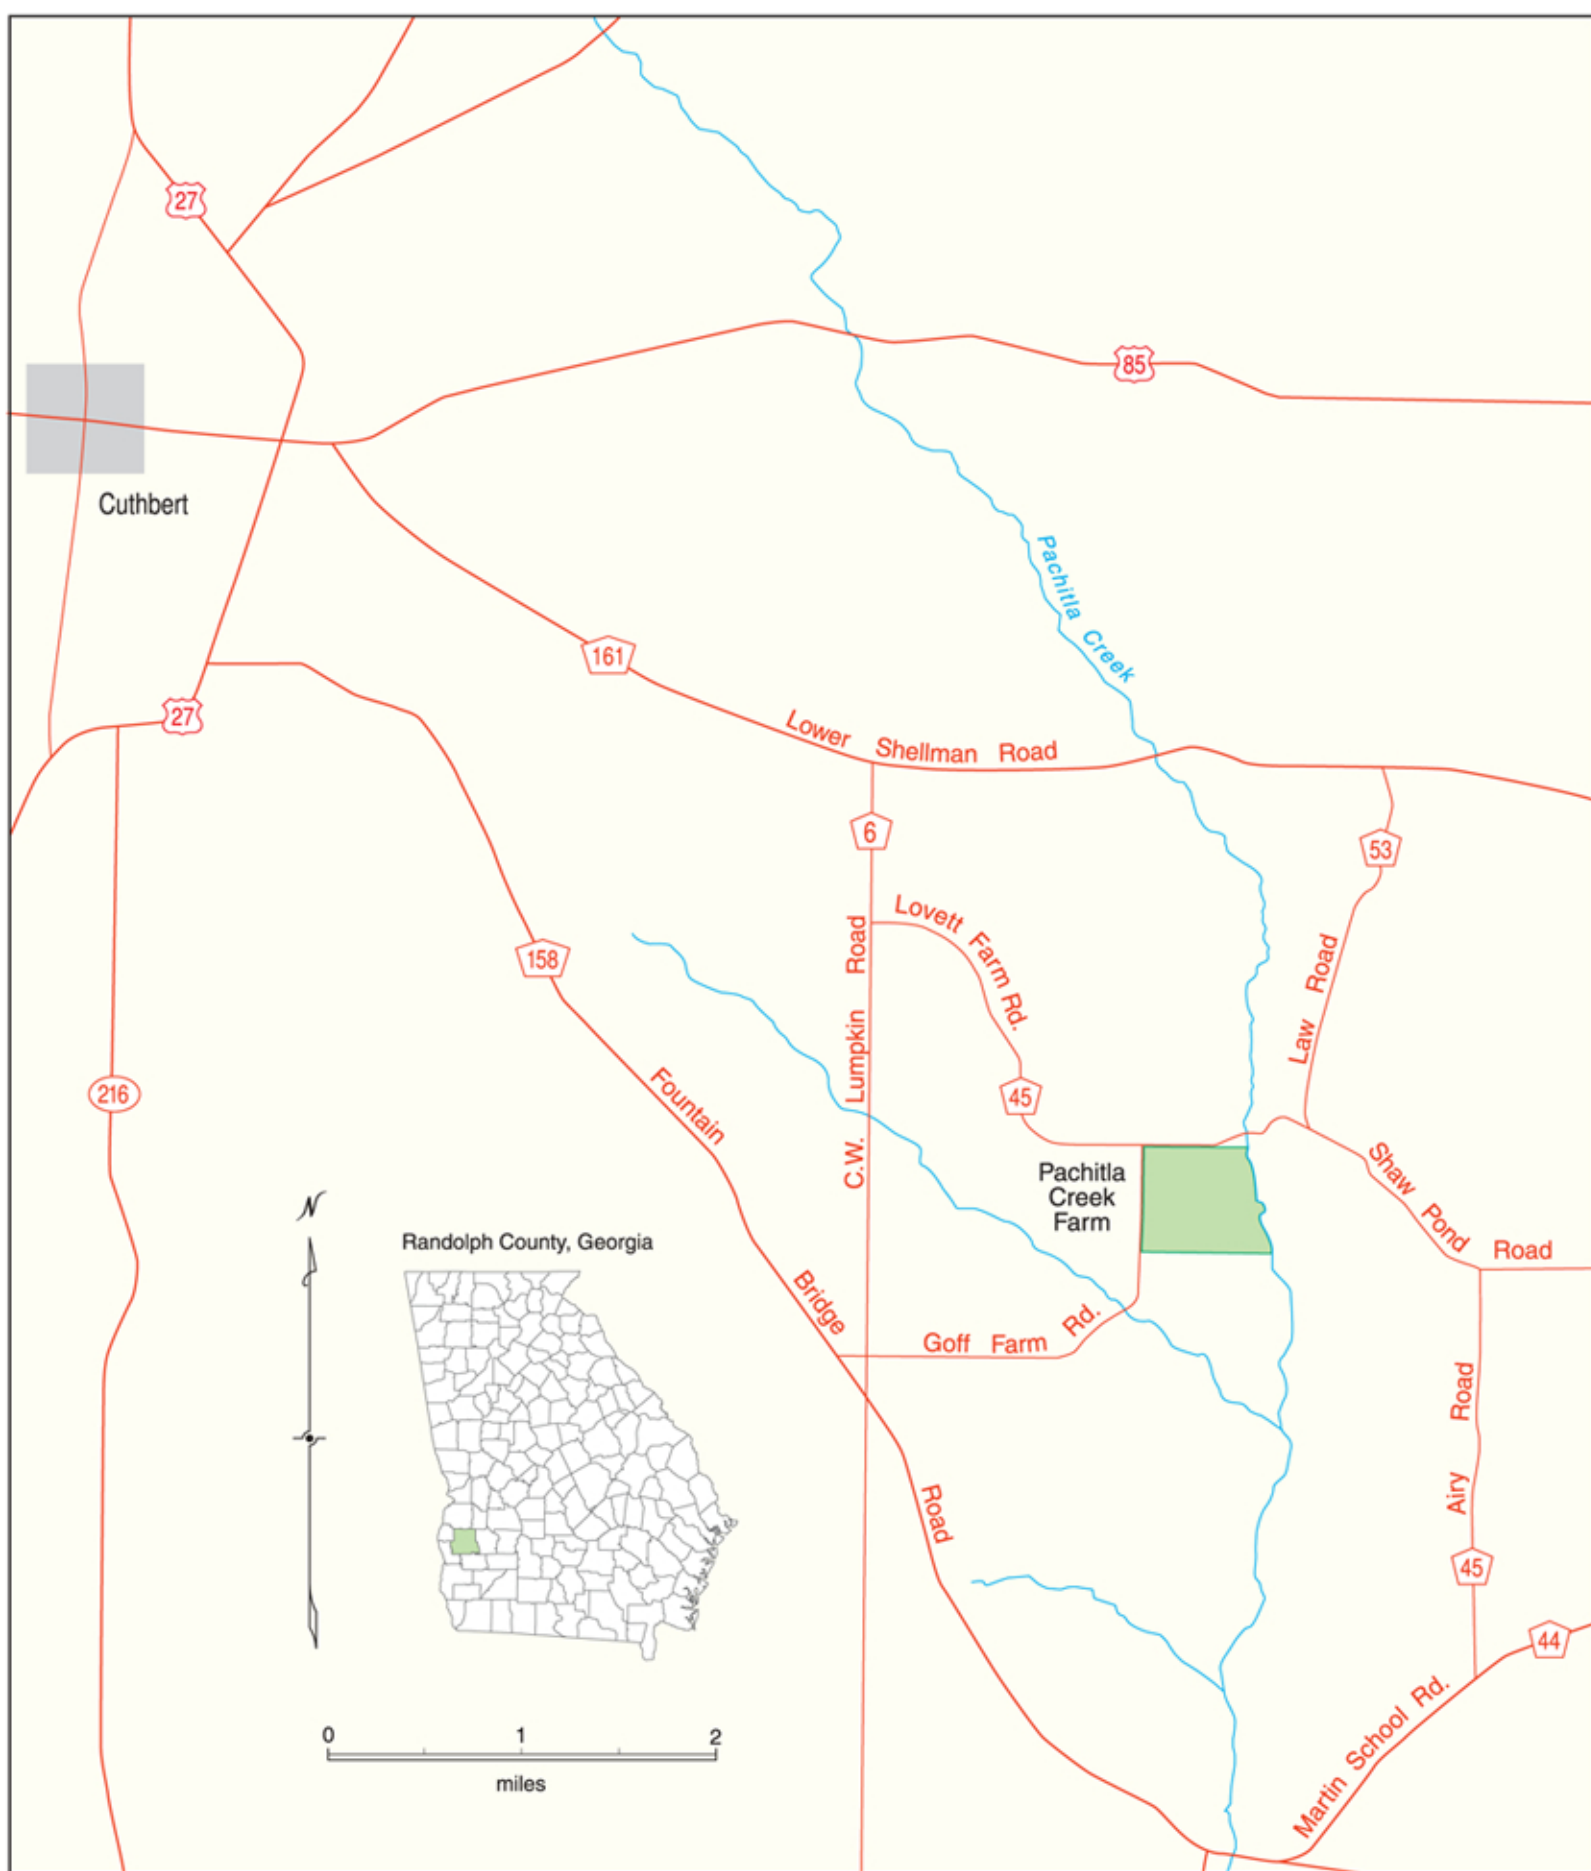 27
85
Cuthbert
Pachitla Creek
161
27
Lower Shellman Road
6
53
Lovett Farm Rd.
C.W. Lumpkin Road
158
Law Road
45
216
Fountain Bridge Road
Pachitla
Creek
Farm
Shaw Pond Road
N
Randolph County, Georgia
Goff Farm Rd.
Airy Road
45
44
Martin School Rd.
0 1 2
miles